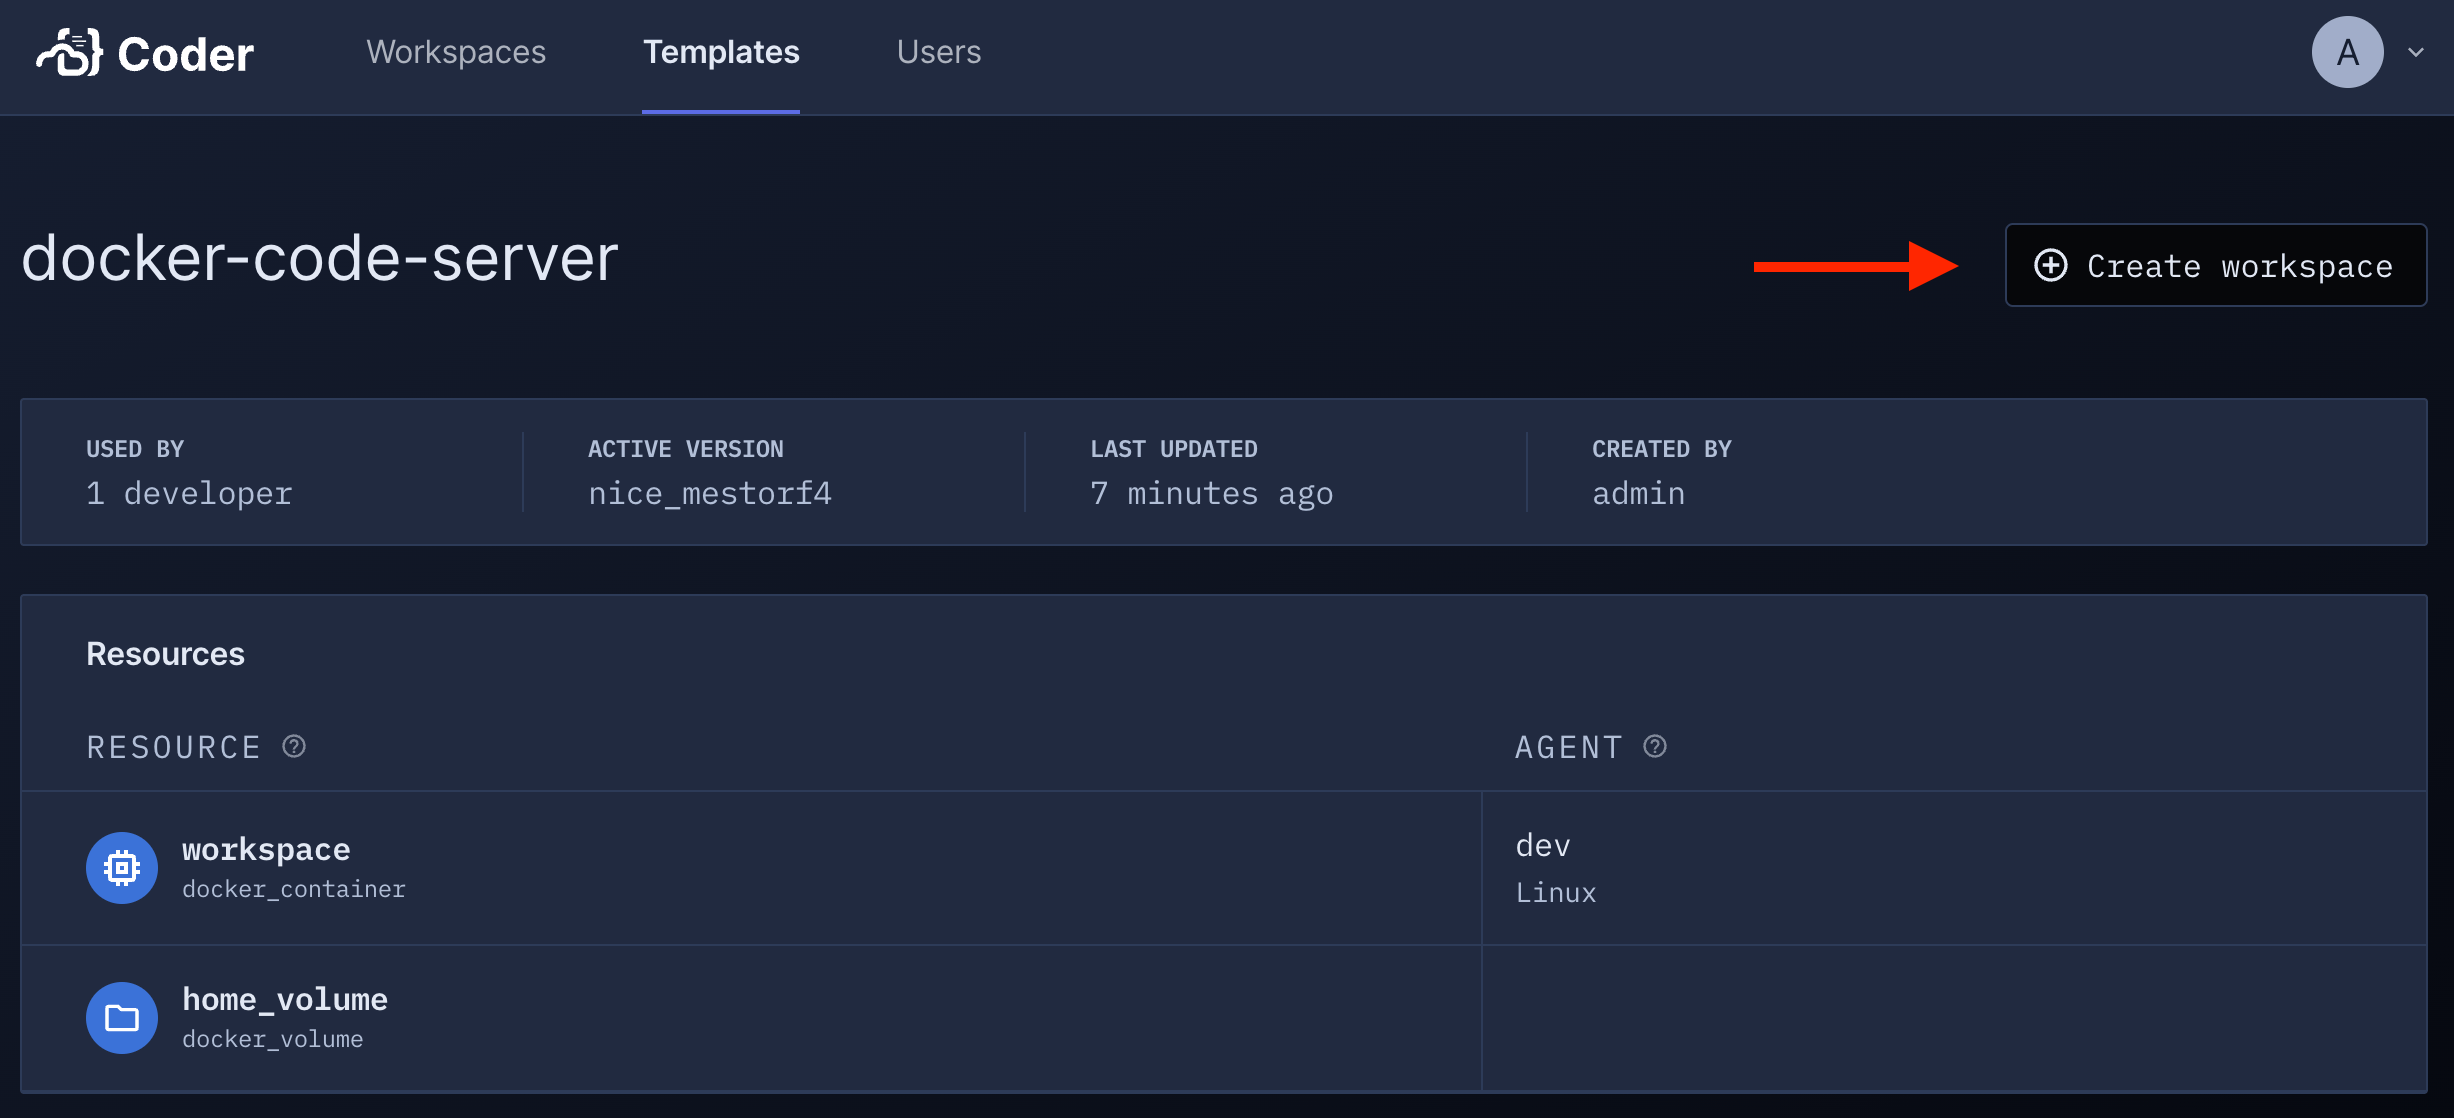 Coder Workspaces Templates Users A
docker-code-server
Create workspace
USED BY ACTIVE VERSION LAST UPDATED CREATED BY
1 developer nice_mestorf4 7 minutes ago admin
Resources
RESOURCE ? AGENT ?
workspace dev
docker_container Linux
home_volume
docker_volume